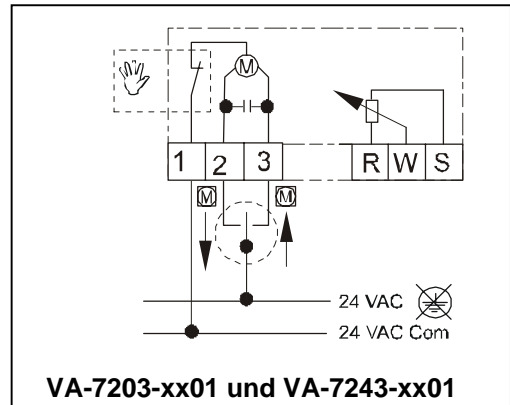 M
1 2 3 R W S
M M
24 VAC
24 VAC Com
VA-7203-xx01 und VA-7243-xx01